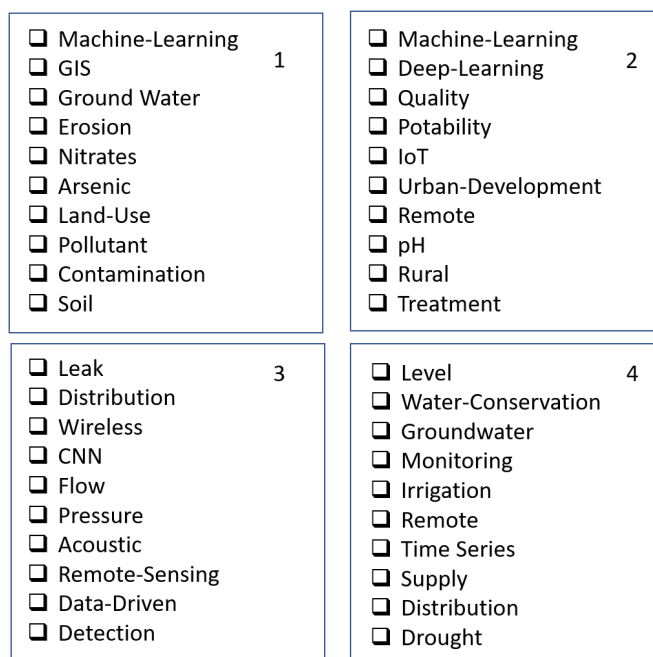 Machine-Learning
1
GIS
Ground Water
Erosion
Nitrates
Arsenic
Land-Use
Pollutant
Contamination
Soil
Machine-Learning
2
Deep-Learning
Quality
Potability
IoT
Urban-Development
Remote
pH
Rural
Treatment
Leak
3
Distribution
Wireless
CNN
Flow
Pressure
Acoustic
Remote-Sensing
Data-Driven
Detection
Level
4
Water-Conservation
Groundwater
Monitoring
Irrigation
Remote
Time Series
Supply
Distribution
Drought